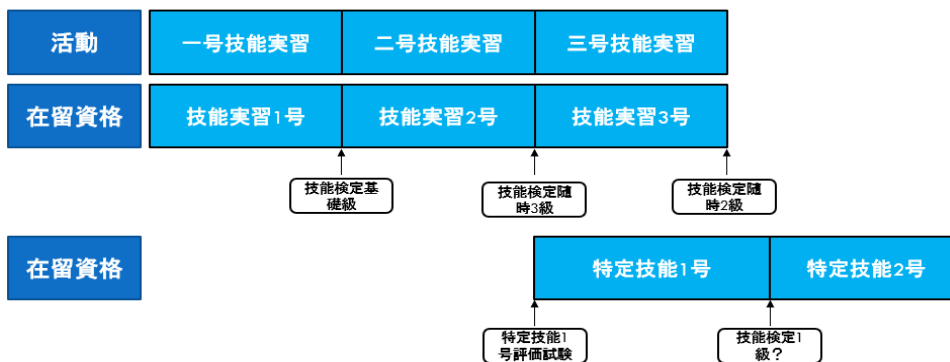 活動
一号技能実習
二号技能実習
三号技能実習
在留資格
技能実習1号
技能実習2号
技能実習3号
技能検定基
礎級
技能検定随
時3級
技能検定随
時2級
在留資格
特定技能1号
特定技能2号
特定技能1
号評価試験
技能検定1
級?